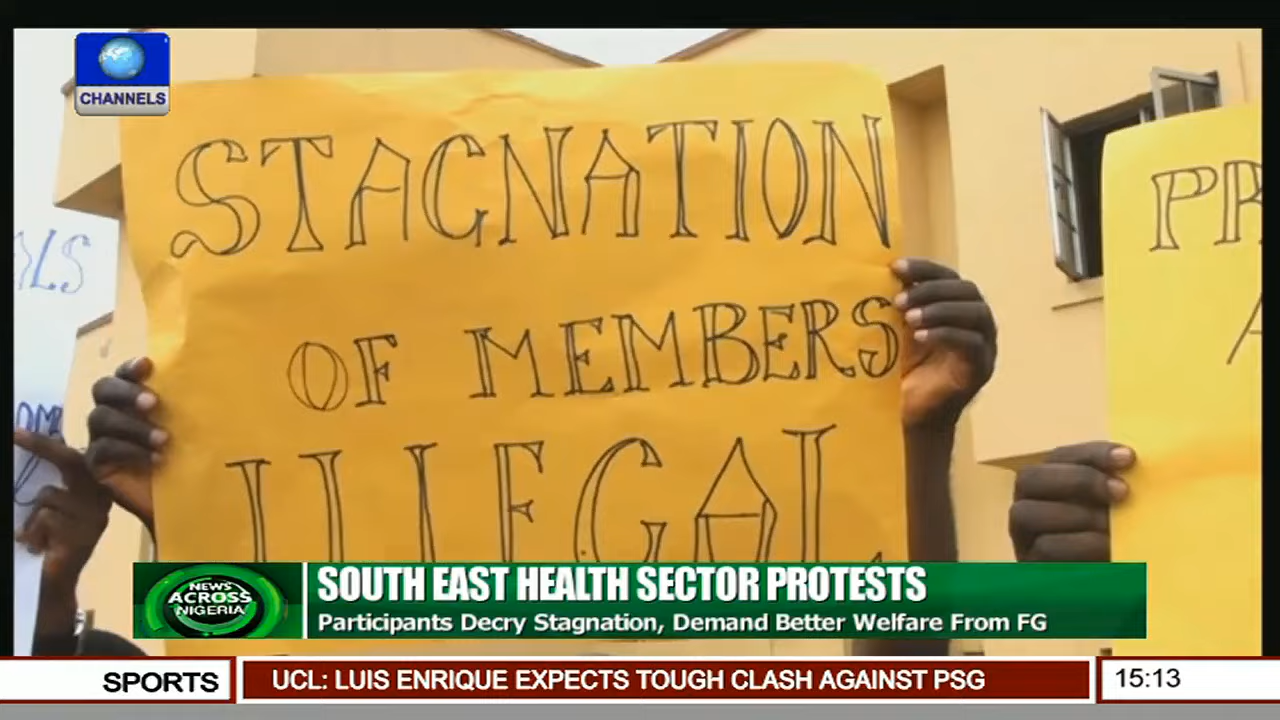 CHANNELS
STAGNATION
OF MEMBERS
ILLEGAL
PR
NEWS
ACROSS
NIGERIA
SOUTH EAST HEALTH SECTOR PROTESTS
Participants Decry Stagnation, Demand Better Welfare From FG
SPORTS
UCL: LUIS ENRIQUE EXPECTS TOUGH CLASH AGAINST PSG
15:13